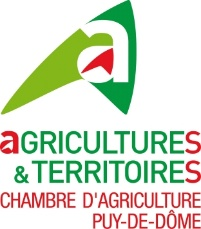 a
aGRICULTURES
& TERRITOIRES
CHAMBRE D'AGRICULTURE
PUY-DE-DÔME